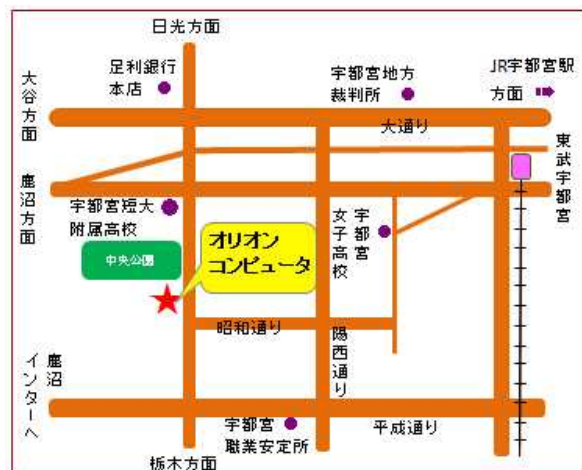 日光方面
足利銀行
本店
宇都宮地方
裁判所
JR宇都宮駅
方面
大谷方面
大通り
東武宇都宮
鹿沼方面
宇都宮短大
附属高校
オリオン
コンピュータ
宇都宮
女子高校
中央公園
昭和通り
陽西通り
鹿沼
インターへ
宇都宮
職業安定所
平成通り
栃木方面